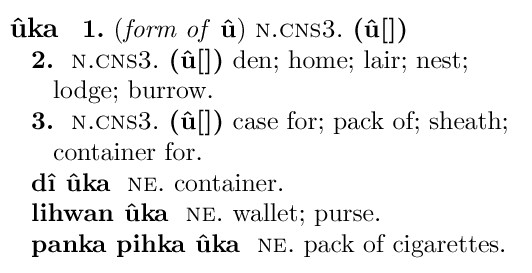 ûka 1. (form of û) N.CNS3. (û[])
2. N.CNS3. (û[]) den; home; lair; nest;
lodge; burrow.
3. N.CNS3. (û[]) case for; pack of; sheath;
container for.
dî ûka NE. container.
lihwan ûka NE. wallet; purse.
panka pihka ûka NE. pack of cigarettes.